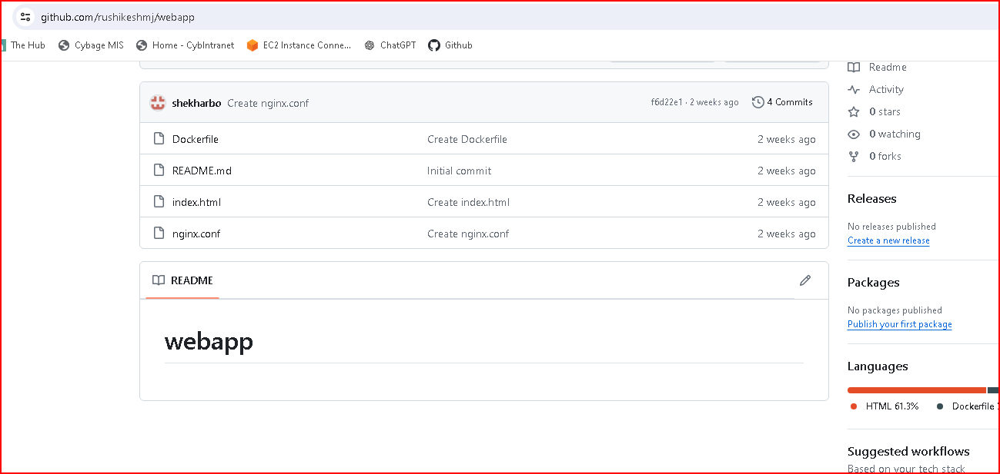 github.com/rushikeshmj/webapp
The Hub Cybage MIS Home - CybIntranet EC2 Instance Conne... ChatGPT Github
shekharbo Create nginx.conf f6d22e1 · 2 weeks ago 4 Commits
Dockerfile Create Dockerfile 2 weeks ago
README.md Initial commit 2 weeks ago
index.html Create index.html 2 weeks ago
nginx.conf Create nginx.conf 2 weeks ago
README
webapp
Readme
Activity
0 stars
0 watching
0 forks
Releases
No releases published
Create a new release
Packages
No packages published
Publish your first package
Languages
HTML 61.3% Dockerfile
Suggested workflows
Based on your tech stack